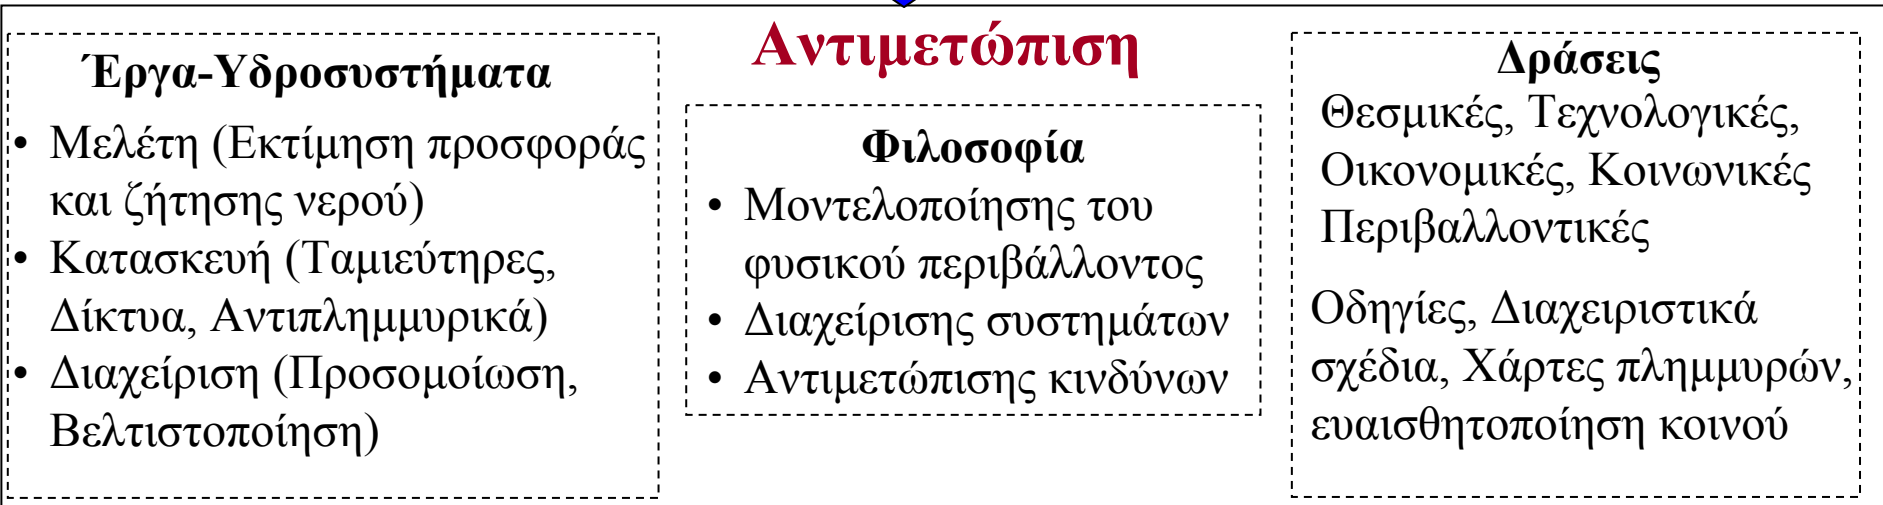 Αντιμετώπιση
Έργα-Υδροσυστήματα
• Μελέτη (Εκτίμηση προσφοράς
και ζήτησης νερού)
• Κατασκευή (Ταμιεύτηρες,
Δίκτυα, Αντιπλημμυρικά)
• Διαχείριση (Προσομοίωση,
Βελτιστοποίηση)
Φιλοσοφία
• Μοντελοποίησης του
φυσικού περιβάλλοντος
• Διαχείρισης συστημάτων
• Αντιμετώπισης κινδύνων
Δράσεις
Θεσμικές, Τεχνολογικές,
Οικονομικές, Κοινωνικές
Περιβαλλοντικές
Οδηγίες, Διαχειριστικά
σχέδια, Χάρτες πλημμυρών,
ευαισθητοποίηση κοινού